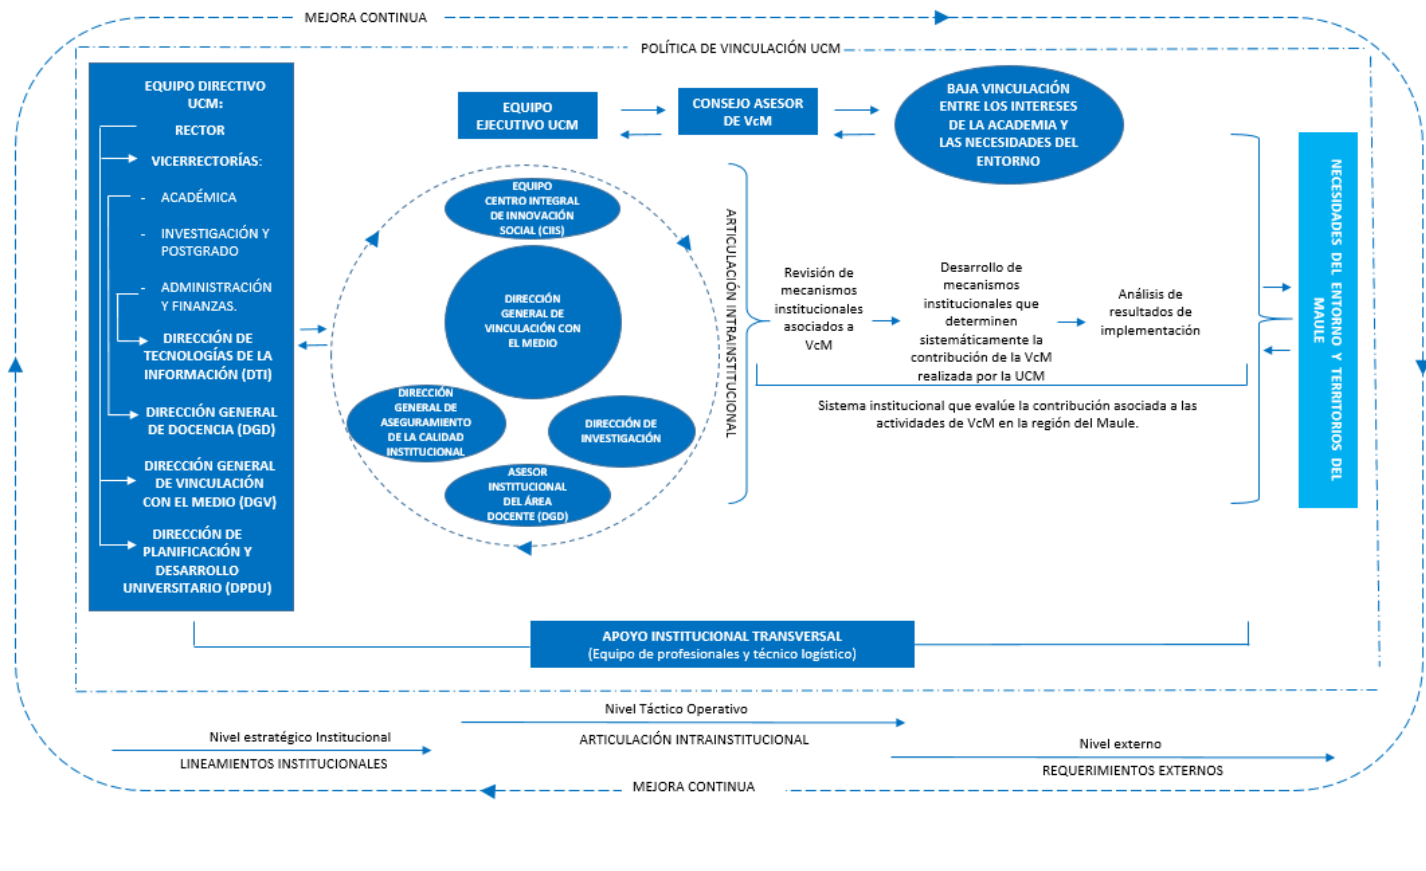 MEJORA CONTINUA
POLÍTICA DE VINCULACIÓN UCM
EQUIPO DIRECTIVO
UCM:
RECTOR
VICERRECTORÍAS:
- ACADÉMICA
- INVESTIGACIÓN Y
POSTGRADO
- ADMINISTRACIÓN
Y FINANZAS.
DIRECCIÓN DE
TECNOLOGÍAS DE LA
INFORMACIÓN (DTI)
DIRECCIÓN GENERAL
DE DOCENCIA (DGD)
DIRECCIÓN GENERAL
DE VINCULACIÓN
CON EL MEDIO (DGV)
DIRECCIÓN DE
PLANIFICACIÓN Y
DESARROLLO
UNIVERSITARIO (DPDU)
EQUIPO
EJECUTIVO UCM
CONSEJO ASESOR
DE VcM
BAJA VINCULACIÓN
ENTRE LOS INTERESES
DE LA ACADEMIA Y
LAS NECESIDADES DEL
ENTORNO
EQUIPO
CENTRO INTEGRAL
DE INNOVACIÓN
SOCIAL (CIIS)
DIRECCIÓN
GENERAL DE
VINCULACIÓN CON
EL MEDIO
DIRECCIÓN
GENERAL DE
ASEGURAMIENTO
DE LA CALIDAD
INSTITUCIONAL
DIRECCIÓN DE
INVESTIGACIÓN
ASESOR
INSTITUCIONAL
DEL ÁREA
DOCENTE (DGD)
ARTICULACIÓN INTRAINSTITUCIONAL
Revisión de
mecanismos
institucionales
asociados a
VcM
Desarrollo de
mecanismos
institucionales que
determinen
sistemáticamente la
contribución de la VcM
realizada por la UCM
Análisis de
resultados de
implementación
Sistema institucional que evalúe la contribución asociada a las
actividades de VcM en la región del Maule.
NECESIDADES DEL ENTORNO Y TERRITORIOS DEL
MAULE
APOYO INSTITUCIONAL TRANSVERSAL
(Equipo de profesionales y técnico logístico)
Nivel estratégico Institucional
LINEAMIENTOS INSTITUCIONALES
Nivel Táctico Operativo
ARTICULACIÓN INTRAINSTITUCIONAL
Nivel externo
REQUERIMIENTOS EXTERNOS
MEJORA CONTINUA